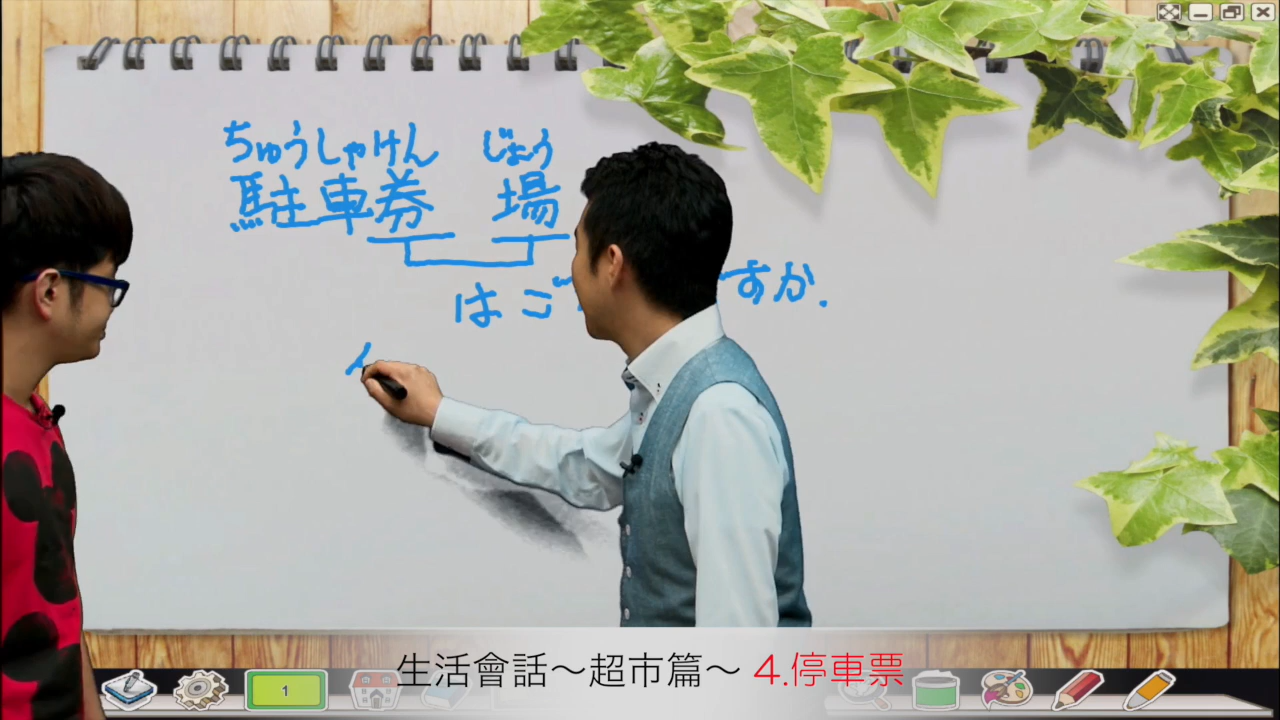 ちゅうしゃけん じょう
駐車券 場
はご
すか.
1
生活會話～超市篇～ 4.停車票